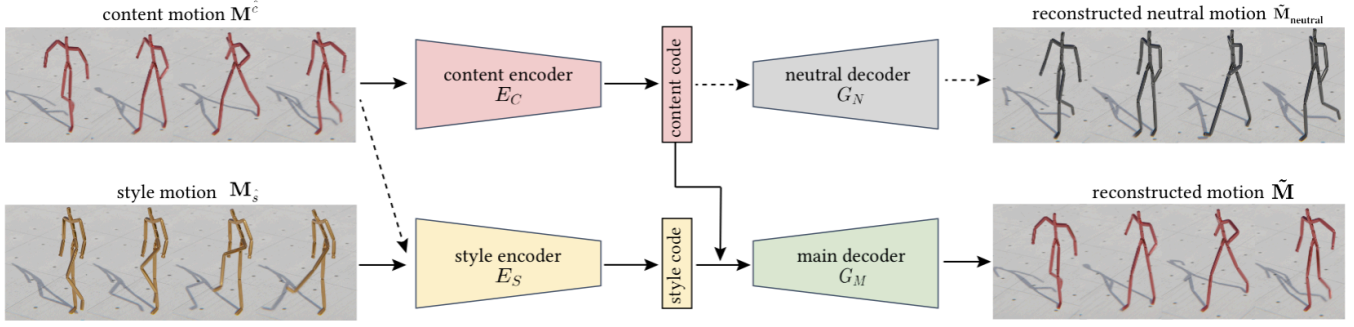 content motion M^ĉ
reconstructed neutral motion M̃_neutral
content encoder
E_C
content code
neutral decoder
G_N
style motion M_ŝ
reconstructed motion M̃
style encoder
E_S
style code
main decoder
G_M